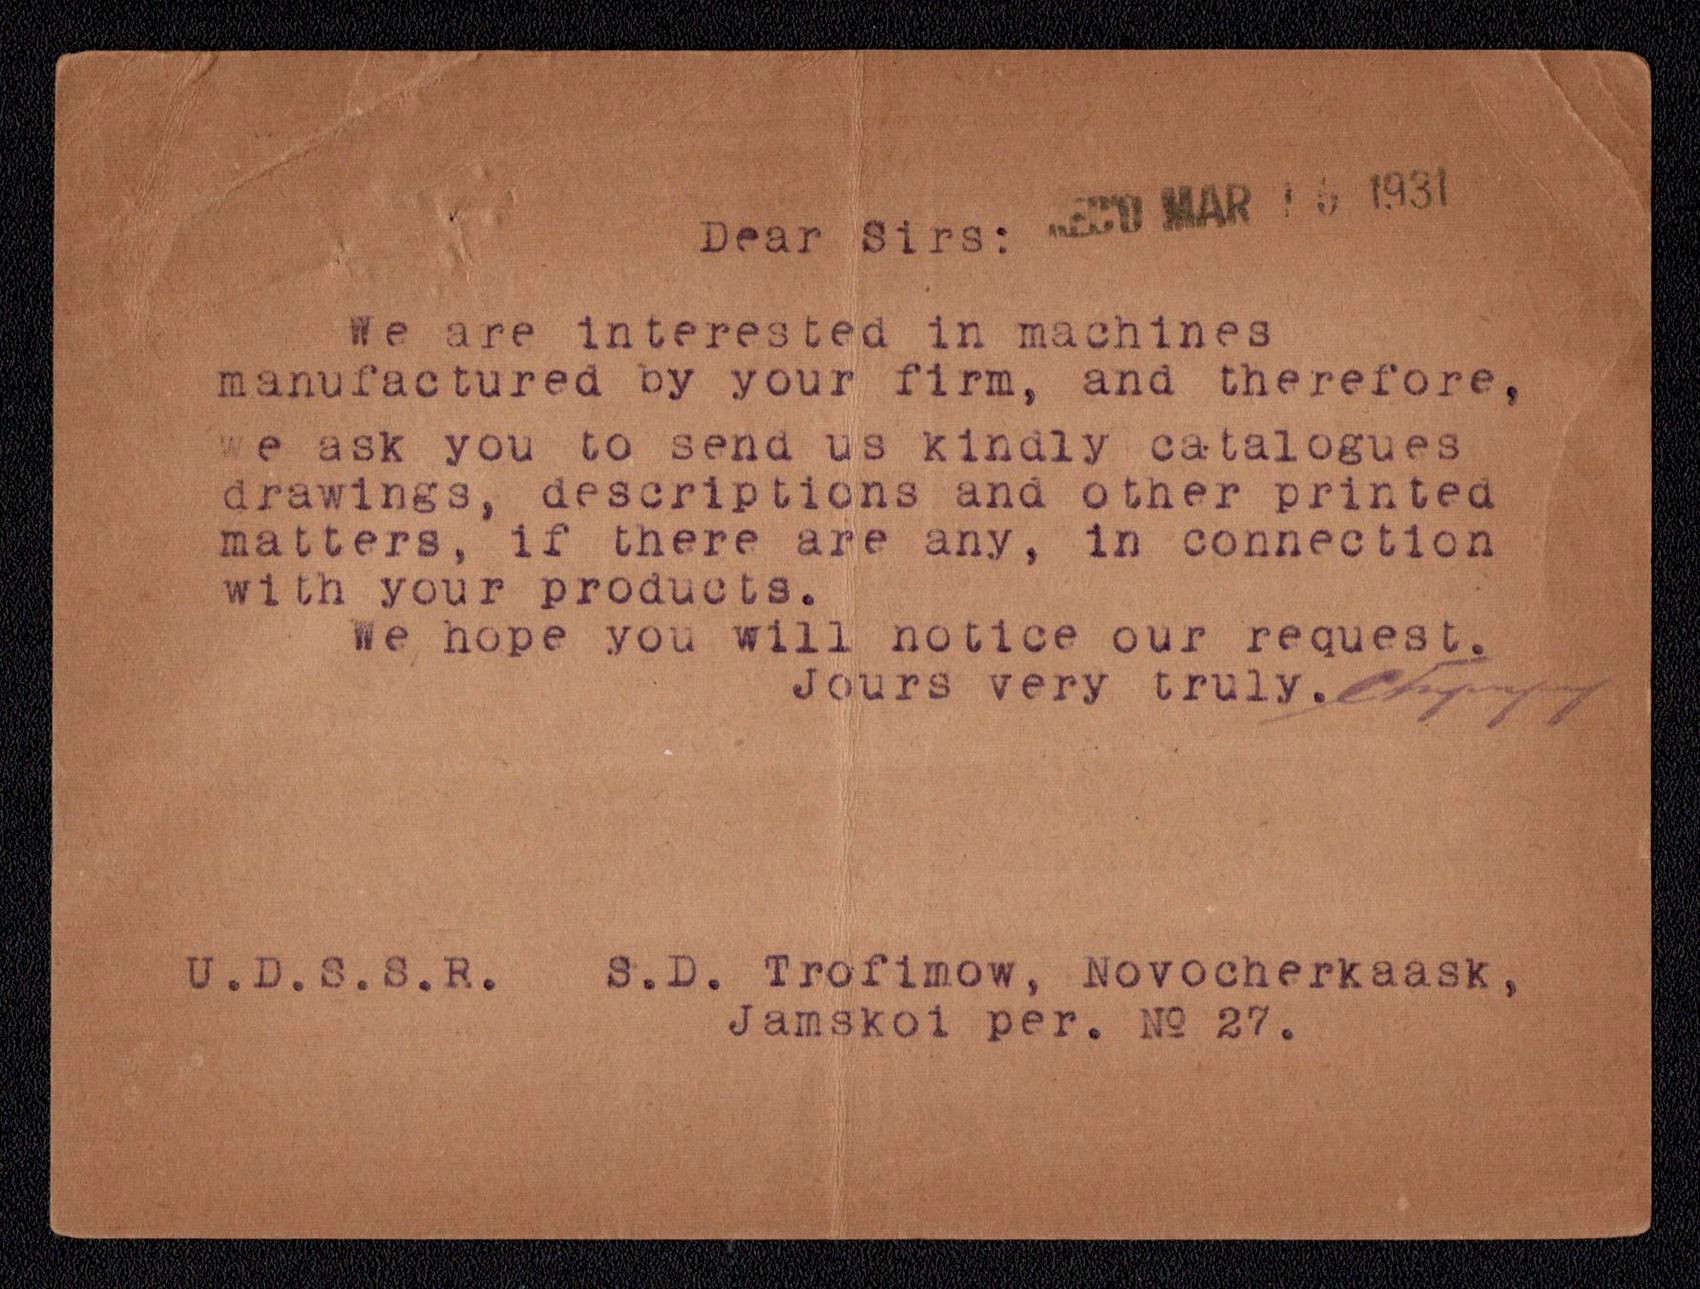 Dear Sirs: REC'D MAR 15 1931
We are interested in machines
manufactured by your firm, and therefore,
we ask you to send us kindly catalogues
drawings, descriptions and other printed
matters, if there are any, in connection
with your products.
We hope you will notice our request.
Jours very truly.
U.D.S.S.R. S.D. Trofimow, Novocherkaask,
Jamskoi per. № 27.